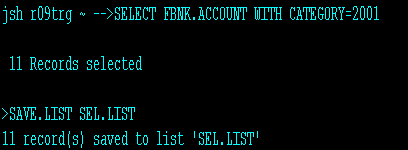 jsh r09trg ~ -->SELECT FBNK.ACCOUNT WITH CATEGORY=2001
11 Records selected
>SAVE.LIST SEL.LIST
11 record(s) saved to list 'SEL.LIST'